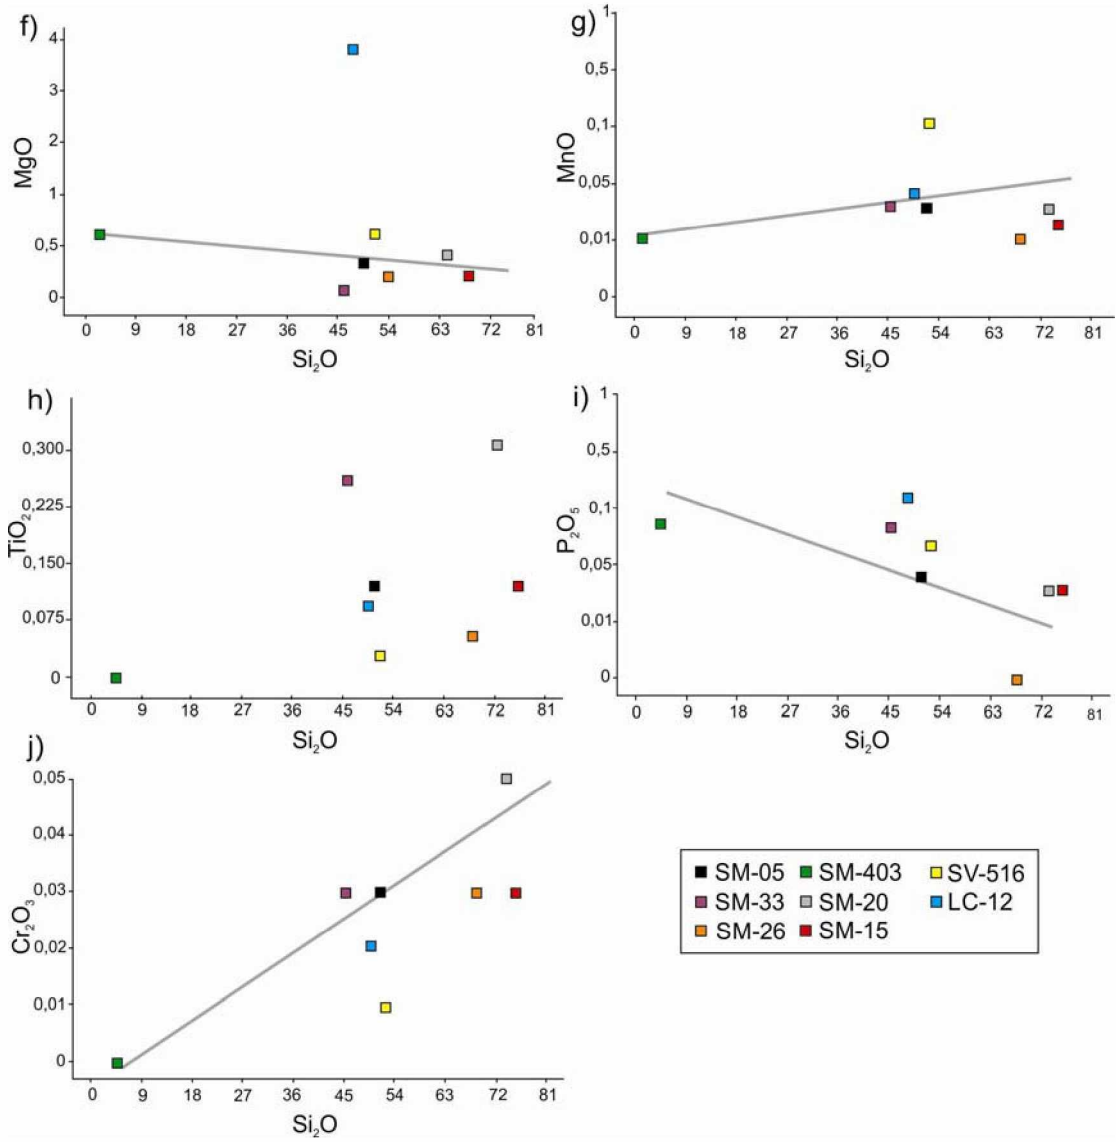 f)
4
3
2
1
0,5
0
MgO
0 9 18 27 36 45 54 63 72 81
Si₂O
g)
1
0,5
0,1
0,05
0,01
0
MnO
0 9 18 27 36 45 54 63 72 81
Si₂O
h)
0,300
0,225
0,150
0,075
0
TiO₂
0 9 18 27 36 45 54 63 72 81
Si₂O
i)
1
0,5
0,1
0,05
0,01
0
P₂O₅
0 9 18 27 36 45 54 63 72 81
Si₂O
j)
0,05
0,04
0,03
0,02
0,01
0
Cr₂O₃
0 9 18 27 36 45 54 63 72 81
Si₂O
SM-05 SM-403 SV-516
SM-33 SM-20 LC-12
SM-26 SM-15